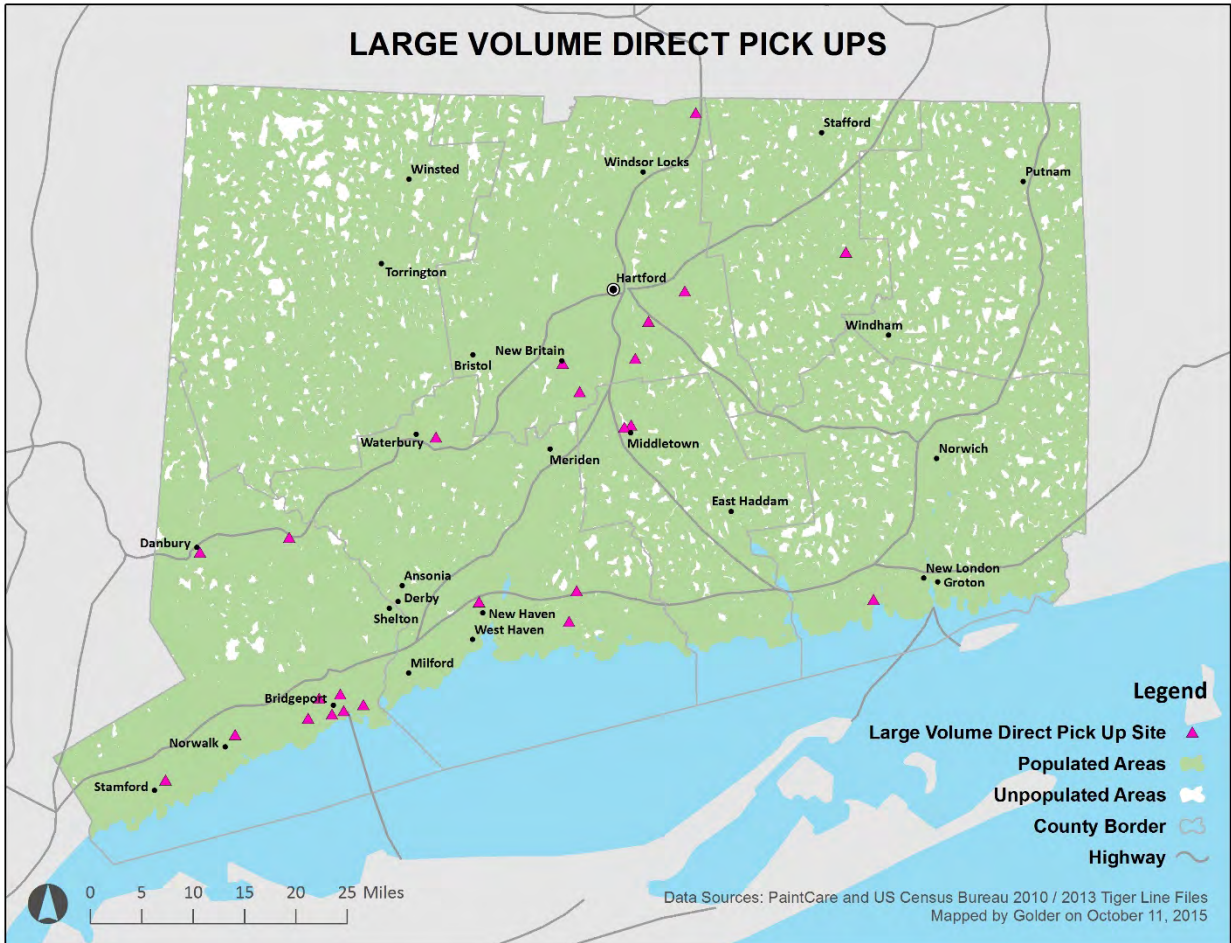 LARGE VOLUME DIRECT PICK UPS
Stafford
Windsor Locks
Winsted
Putnam
Torrington
Hartford
Windham
New Britain
Bristol
Waterbury
Middletown
Meriden
Norwich
East Haddam
Danbury
New London
Groton
Ansonia
Derby
Shelton
New Haven
West Haven
Milford
Bridgeport
Norwalk
Stamford
Legend
Large Volume Direct Pick Up Site
Populated Areas
Unpopulated Areas
County Border
Highway
0 5 10 15 20 25 Miles
Data Sources: PaintCare and US Census Bureau 2010 / 2013 Tiger Line Files
Mapped by Golder on October 11, 2015